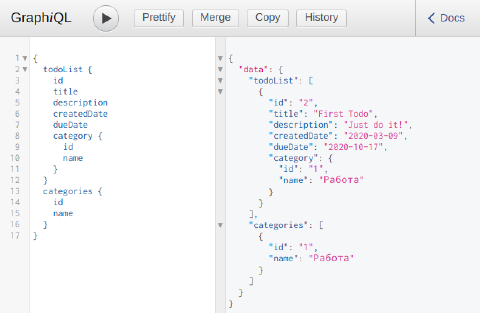 GraphiQL Prettify Merge Copy History Docs
1 {
2 todoList {
3 id
4 title
5 description
6 createdDate
7 dueDate
8 category {
9 id
10 name
11 }
12 }
13 categories {
14 id
15 name
16 }
17 }
{
"data": {
"todoList": [
{
"id": "2",
"title": "First Todo",
"description": "Just do it!",
"createdDate": "2020-03-09",
"dueDate": "2020-10-17",
"category": {
"id": "1",
"name": "Работа"
}
}
],
"categories": [
{
"id": "1",
"name": "Работа"
}
]
}
}